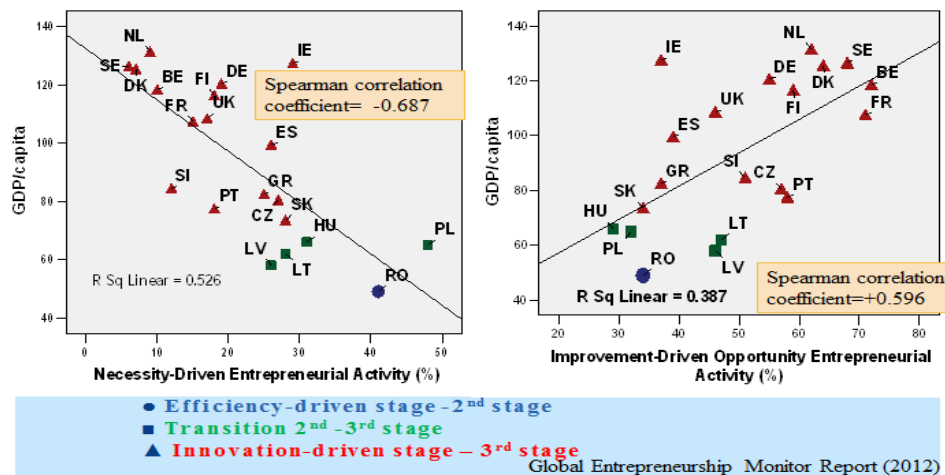 140
120
100
80
60
40
GDP/capita
NL
SE
DK
BE
FI
DE
IE
FR
UK
ES
SI
PT
GR
CZ
SK
HU
PL
LV
LT
RO
Spearman correlation
coefficient= -0.687
R Sq Linear = 0.526
0 10 20 30 40 50
Necessity-Driven Entrepreneurial Activity (%)
140
120
100
80
60
40
GDP/capita
IE
NL
SE
DE
DK
BE
FI
FR
UK
ES
GR
SI
CZ
PT
SK
HU
PL
LT
LV
RO
R Sq Linear = 0.387
Spearman correlation
coefficient=+0.596
20 30 40 50 60 70 80
Improvement-Driven Opportunity Entrepreneurial
Activity (%)
Efficiency-driven stage -2nd stage
Transition 2nd -3rd stage
Innovation-driven stage – 3rd stage
Global Entrepreneurship Monitor Report (2012)